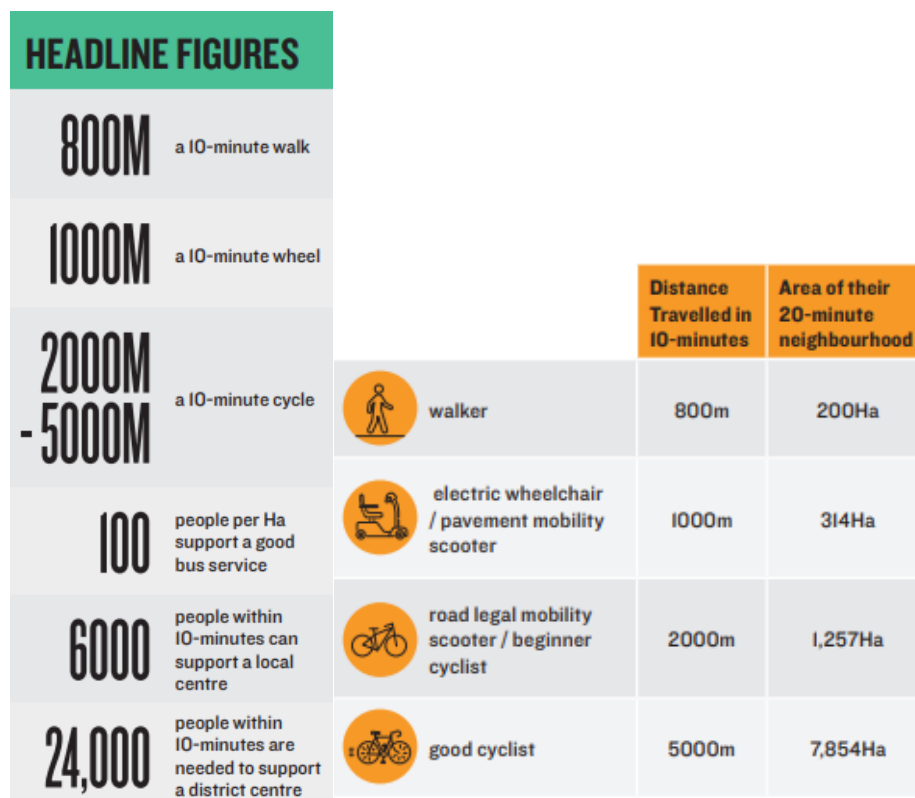 HEADLINE FIGURES
800M
a 10-minute walk
1000M
a 10-minute wheel
2000M
- 5000M
a 10-minute cycle
100
people per Ha
support a good
bus service
6000
people within
10-minutes can
support a local
centre
24,000
people within
10-minutes are
needed to support
a district centre
Distance
Travelled in
10-minutes
Area of their
20-minute
neighbourhood
walker
800m
200Ha
electric wheelchair
/ pavement mobility
scooter
1000m
314Ha
road legal mobility
scooter / beginner
cyclist
2000m
1,257Ha
good cyclist
5000m
7,854Ha